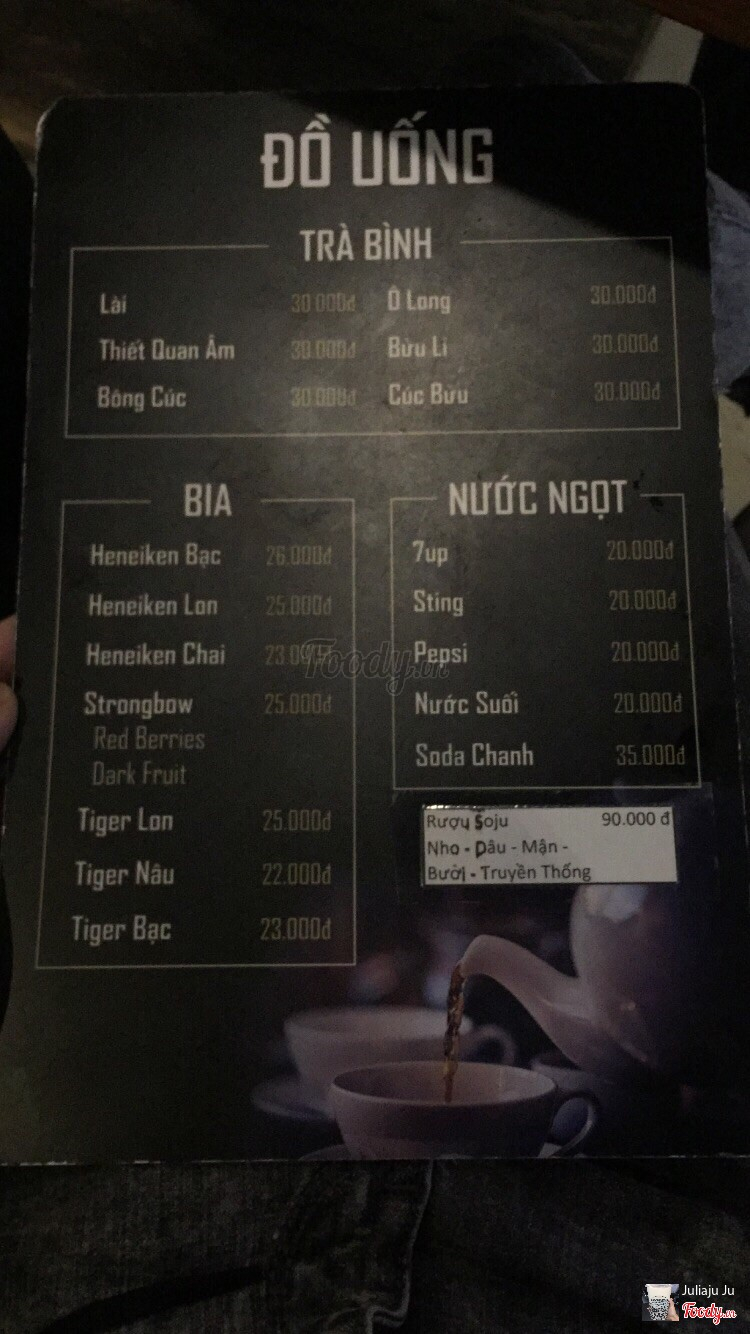 ĐỒ UỐNG
TRÀ BÌNH
Lài 30.000đ Ô Long 30.000đ
Thiết Quan Âm 30.000đ Bửu Li 30.000đ
Bông Cúc 30.000đ Cúc Bửu 30.000đ
BIA
Heneiken Bạc 26.000đ
Heneiken Lon 25.000đ
Heneiken Chai 23.000đ
Strongbow 25.000đ
Red Berries
Dark Fruit
Tiger Lon 25.000đ
Tiger Nâu 22.000đ
Tiger Bạc 23.000đ
NƯỚC NGỌT
7up 20.000đ
Sting 20.000đ
Pepsi 20.000đ
Nước Suối 20.000đ
Soda Chanh 35.000đ
Rượu Soju 90.000 đ
Nho - Dâu - Mận -
Bưởi - Truyền Thống
Foody.vn
Juliaju Ju
Foody.vn